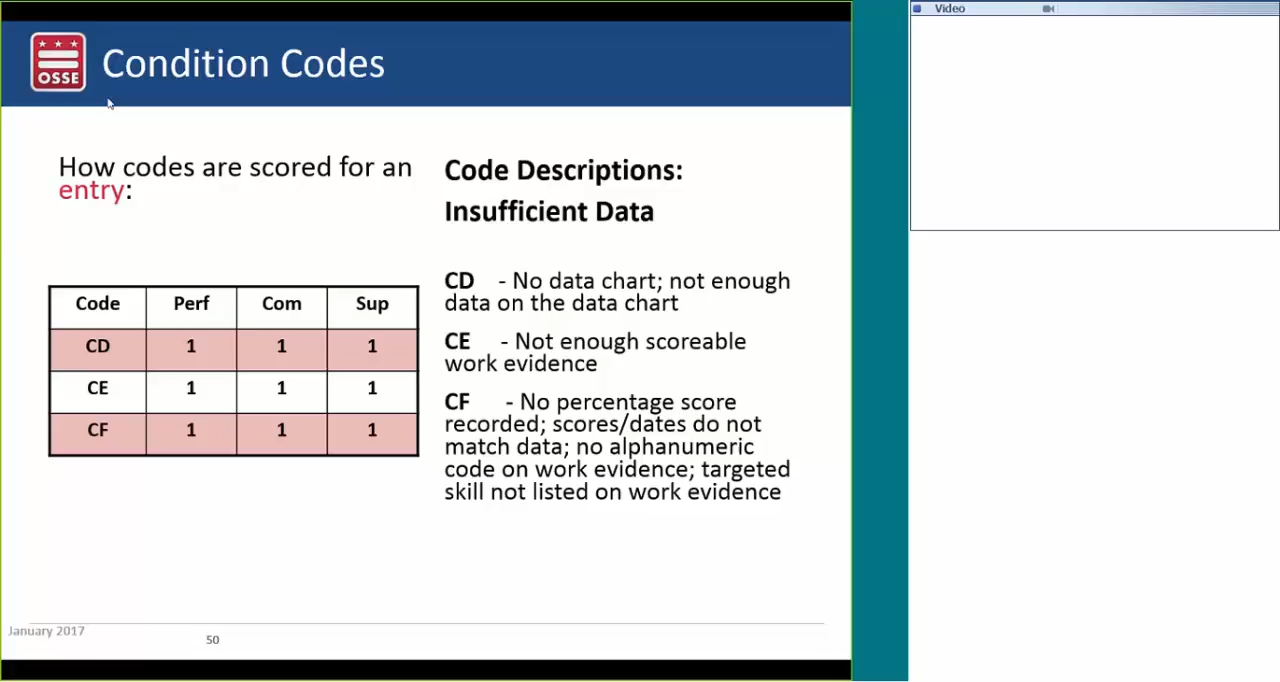 Video
OSSE
Condition Codes
How codes are scored for an
entry:
Code Perf Com Sup
CD 1 1 1
CE 1 1 1
CF 1 1 1
Code Descriptions:
Insufficient Data
CD - No data chart; not enough
data on the data chart
CE - Not enough scoreable
work evidence
CF - No percentage score
recorded; scores/dates do not
match data; no alphanumeric
code on work evidence; targeted
skill not listed on work evidence
January 2017
50